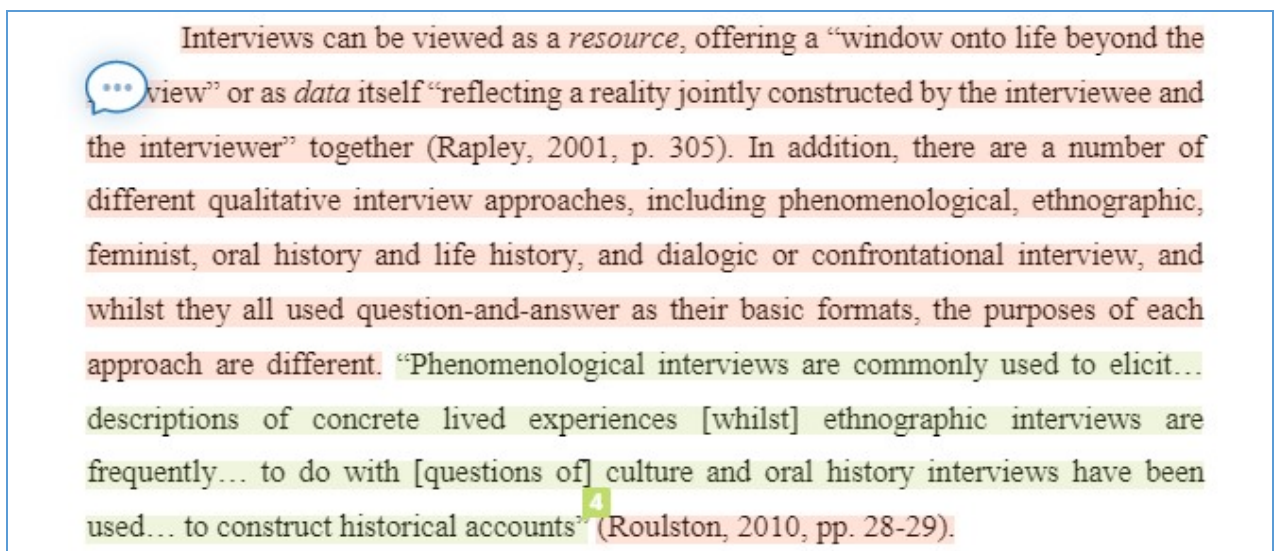 Interviews can be viewed as a resource, offering a “window onto life beyond the
view” or as data itself “reflecting a reality jointly constructed by the interviewee and
the interviewer” together (Rapley, 2001, p. 305). In addition, there are a number of
different qualitative interview approaches, including phenomenological, ethnographic,
feminist, oral history and life history, and dialogic or confrontational interview, and
whilst they all used question-and-answer as their basic formats, the purposes of each
approach are different. “Phenomenological interviews are commonly used to elicit…
descriptions of concrete lived experiences [whilst] ethnographic interviews are
frequently… to do with [questions of] culture and oral history interviews have been
4
used… to construct historical accounts” (Roulston, 2010, pp. 28-29).